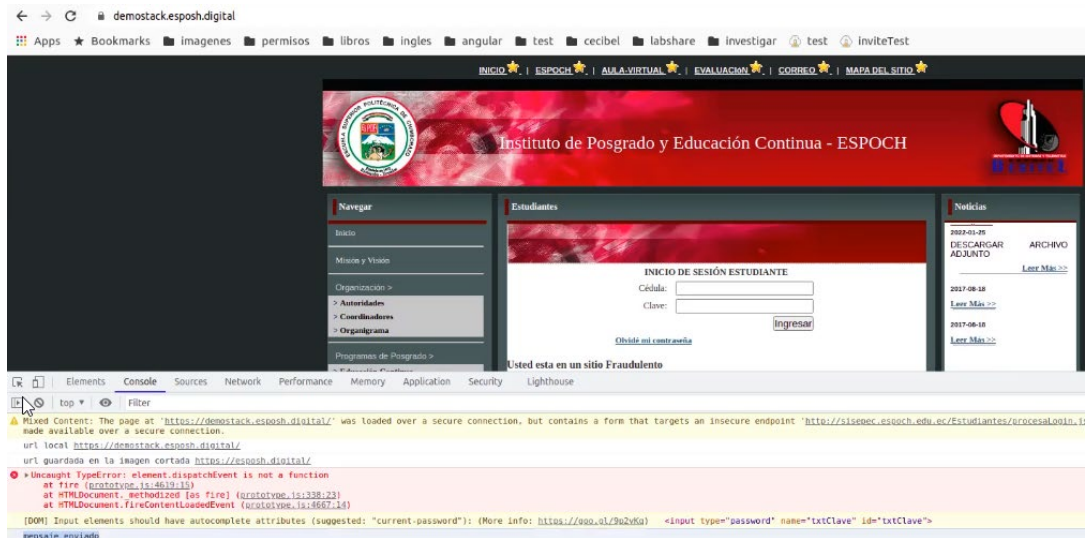 demostack.esposh.digital
Apps Bookmarks imagenes permisos libros ingles angular test cecibel labshare investigar test inviteTest
INICIO | ESPOCH | AULA-VIRTUAL | EVALUACIóN | CORREO | MAPA DEL SITIO
Instituto de Posgrado y Educación Continua - ESPOCH
Navegar
Inicio
Misión y Visión
Organización >
> Autoridades
> Coordinadores
> Organigrama
Programas de Posgrado >
> Educación Continua
Estudiantes
INICIO DE SESIÓN ESTUDIANTE
Cédula:
Clave:
Ingresar
Olvidé mi contraseña
Usted esta en un sitio Fraudulento
Noticias
2022-01-25
DESCARGAR ARCHIVO
ADJUNTO
Leer Más >>
2017-08-18
Leer Más >>
2017-08-18
Leer Más >>
Elements Console Sources Network Performance Memory Application Security Lighthouse
top Filter
Mixed Content: The page at 'https://demostack.esposh.digital/' was loaded over a secure connection, but contains a form that targets an insecure endpoint 'http://sisepec.espoch.edu.ec/Estudiantes/procesaLogin.js
made available over a secure connection.
url local https://demostack.esposh.digital/
url guardada en la imagen cortada https://esposh.digital/
Uncaught TypeError: element.dispatchEvent is not a function
at fire (prototype.js:4619:15)
at HTMLDocument._methodized [as fire] (prototype.js:338:23)
at HTMLDocument.fireContentLoadedEvent (prototype.js:4667:14)
[DOM] Input elements should have autocomplete attributes (suggested: "current-password"): (More info: https://goo.gl/9p2vKq) <input type="password" name="txtClave" id="txtClave">
mensaje enviado